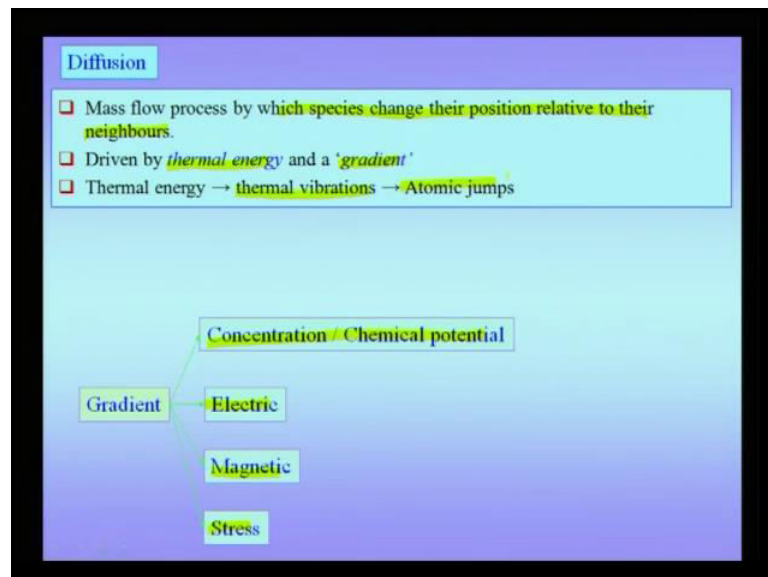 Diffusion
❑ Mass flow process by which species change their position relative to their
neighbours.
❑ Driven by thermal energy and a 'gradient'
❑ Thermal energy → thermal vibrations → Atomic jumps
Concentration / Chemical potential
Gradient
Electric
Magnetic
Stress